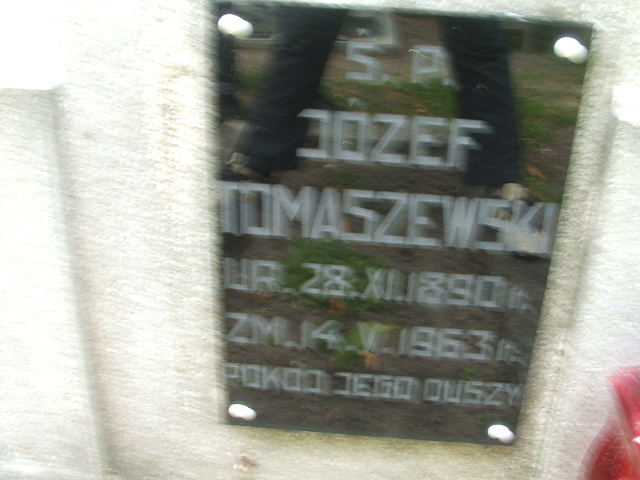 Ś. P.
JÓZEF
TOMASZEWSKI
UR. 28.XI.1890 r.
ZM. 14.V.1963 r.
POKÓJ JEGO DUSZY